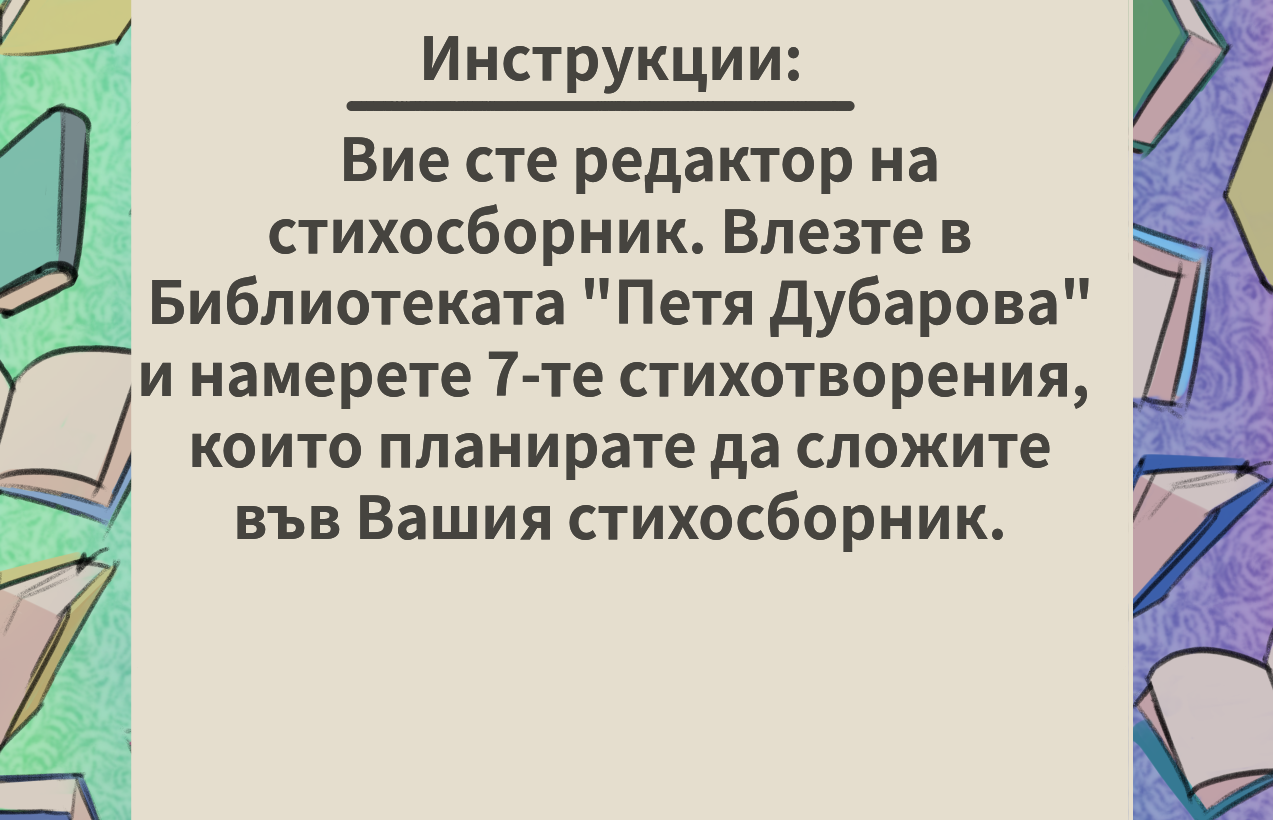 Инструкции:
Вие сте редактор на
стихосборник. Влезте в
Библиотеката "Петя Дубарова"
и намерете 7-те стихотворения,
които планирате да сложите
във Вашия стихосборник.